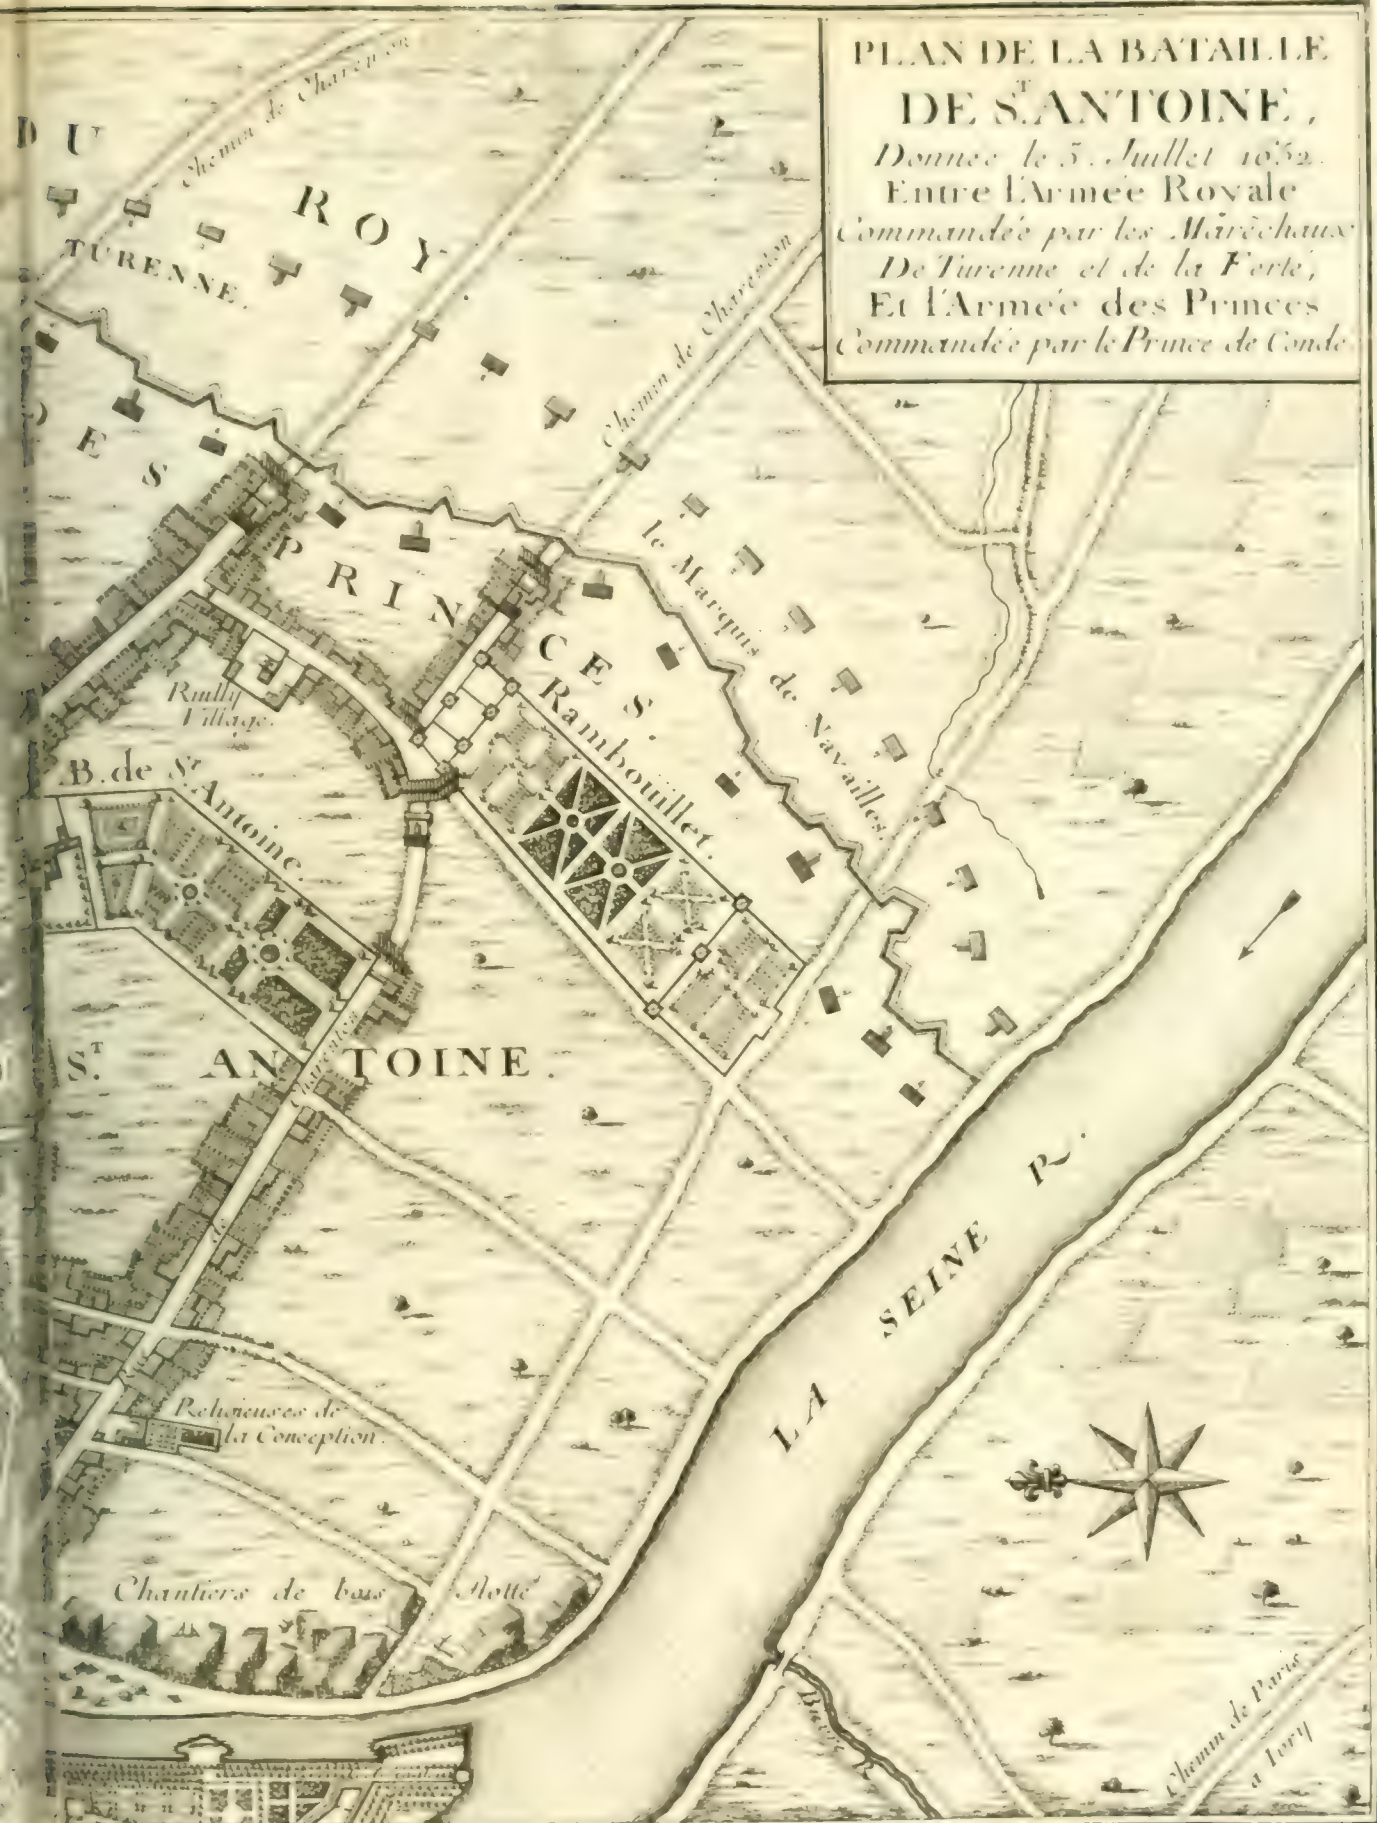 PLAN DE LA BATAILLE
DE S.T ANTOINE,
Donnée le 5. Juillet 1652.
Entre l'Armée Royale
Commandée par les Maréchaux
De Turenne et de la Ferté,
Et l'Armée des Princes
Commandée par le Prince de Condé.
Chemin de Charenton
DU
ROY
TURENNE.
Chemin de Charenton
DES
PRINCES.
le Marquis de Navailles.
Rambouillet.
Ruilly
Village.
B. de St Antoine.
S.T ANTOINE.
LA SEINE R.
Religieuses de
la Conception.
Chantiers de bois flotté
Chemin de Paris
a Ivry